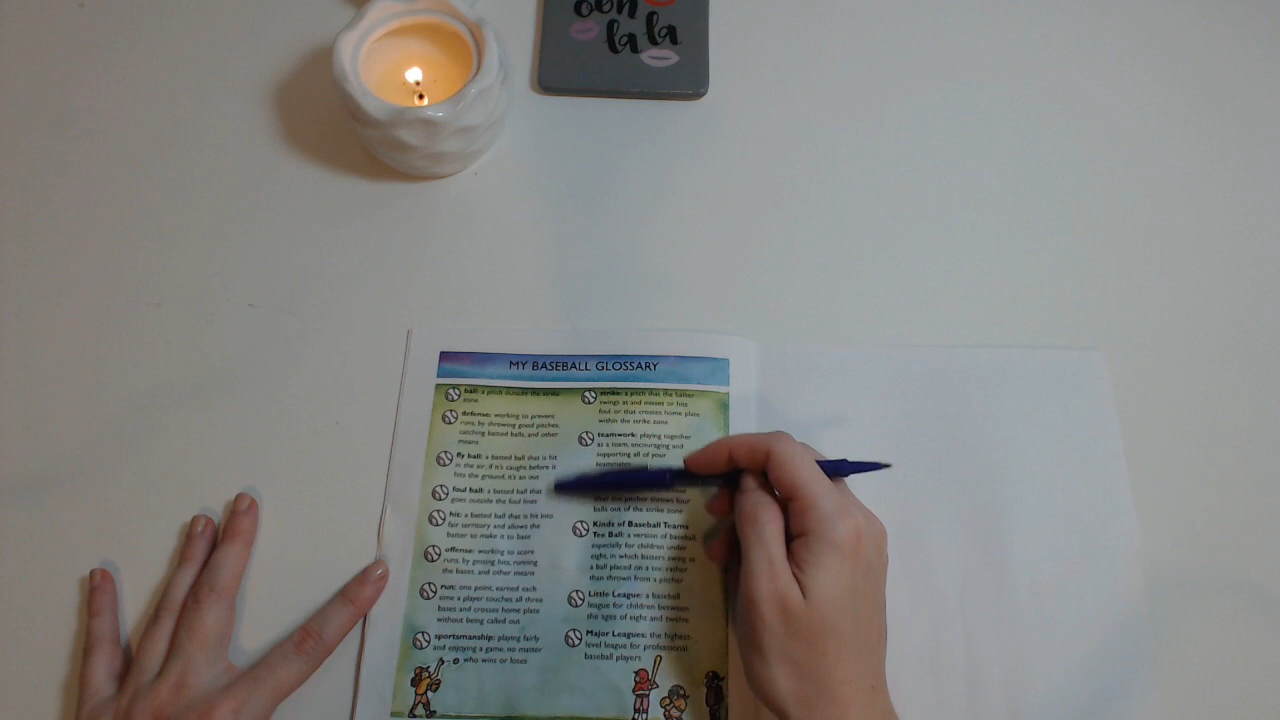 ooh
la la
MY BASEBALL GLOSSARY
ball: a pitch outside the strike
zone
defense: working to prevent
runs, by throwing good pitches,
catching batted balls, and other
means
fly ball: a batted ball that is hit
in the air; if it's caught before it
hits the ground, it's an out
foul ball: a batted ball that
goes outside the foul lines
hit: a batted ball that is hit into
fair territory and allows the
batter to make it to base
offense: working to score
runs, by getting hits, running
the bases, and other means
run: one point, earned each
time a player touches all three
bases and crosses home plate
without being called out
sportsmanship: playing fairly
and enjoying a game, no matter
who wins or loses
strike: a pitch that the batter
swings at and misses or hits
foul or that crosses home plate
within the strike zone
teamwork: playing together
as a team, encouraging and
supporting all of your
teammates
after the pitcher throws four
balls out of the strike zone
Kinds of Baseball Teams
Tee Ball: a version of baseball,
especially for children under
eight, in which batters swing at
a ball placed on a tee, rather
than thrown from a pitcher
Little League: a baseball
league for children between
the ages of eight and twelve
Major Leagues: the highest-
level league for professional
baseball players